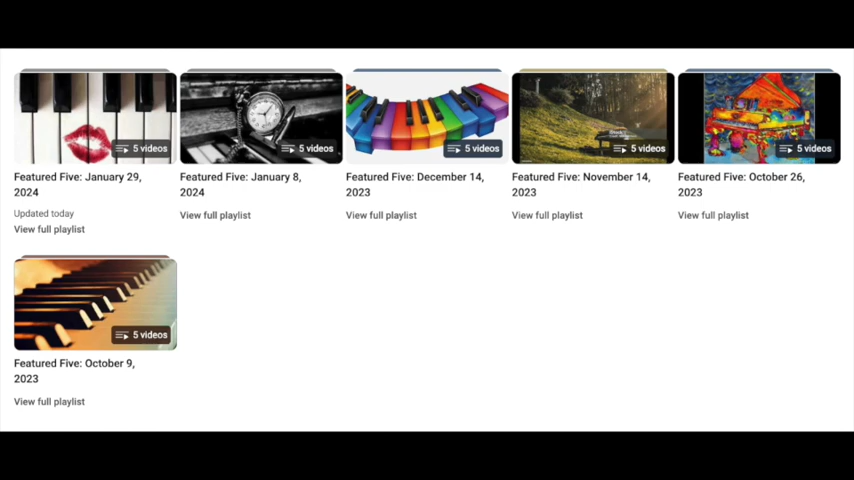 5 videos
5 videos
5 videos
5 videos
5 videos
Featured Five: January 29,
2024
Updated today
View full playlist
Featured Five: January 8,
2024
View full playlist
Featured Five: December 14,
2023
View full playlist
Featured Five: November 14,
2023
View full playlist
Featured Five: October 26,
2023
View full playlist
5 videos
Featured Five: October 9,
2023
View full playlist